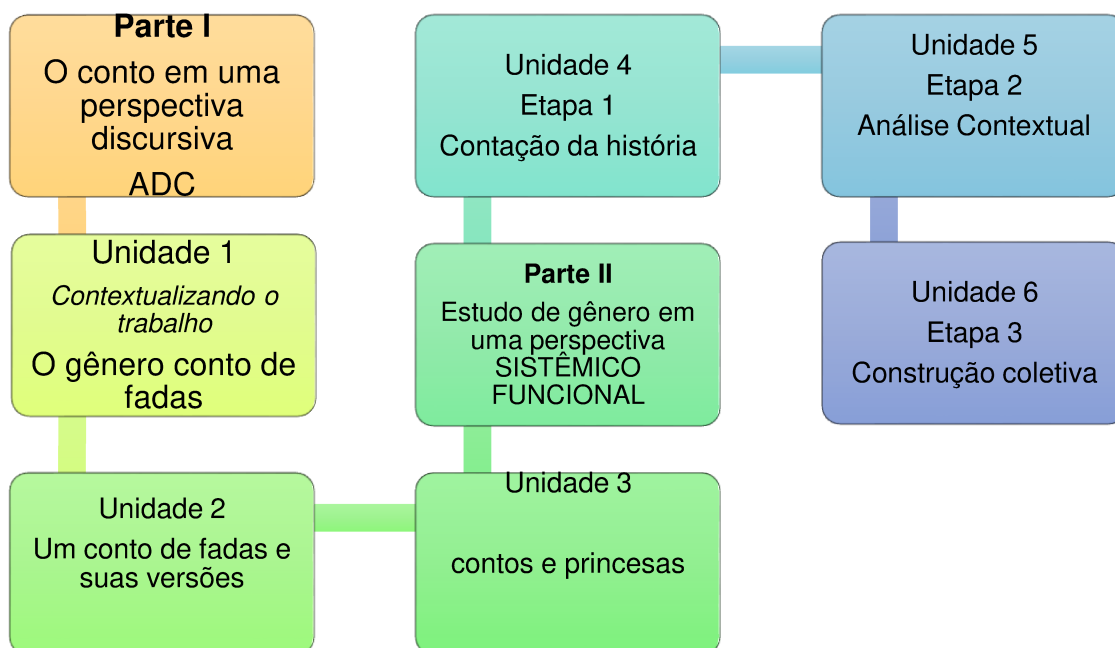 Parte I
O conto em uma
perspectiva
discursiva
ADC
Unidade 1
Contextualizando o
trabalho
O gênero conto de
fadas
Unidade 2
Um conto de fadas e
suas versões
Unidade 3
contos e princesas
Parte II
Estudo de gênero em
uma perspectiva
SISTÊMICO
FUNCIONAL
Unidade 4
Etapa 1
Contação da história
Unidade 5
Etapa 2
Análise Contextual
Unidade 6
Etapa 3
Construção coletiva